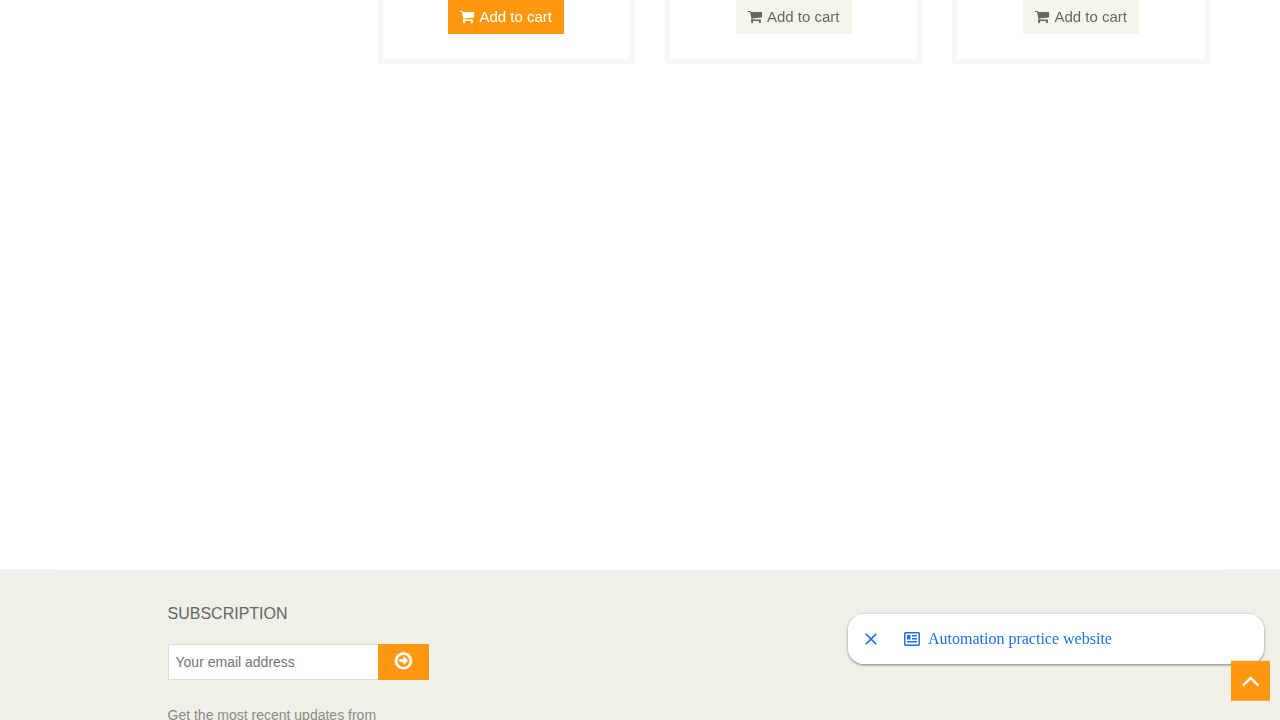 Add to cart Add to cart Add to cart
SUBSCRIPTION
Automation practice website
Your email address
Get the most recent updates from